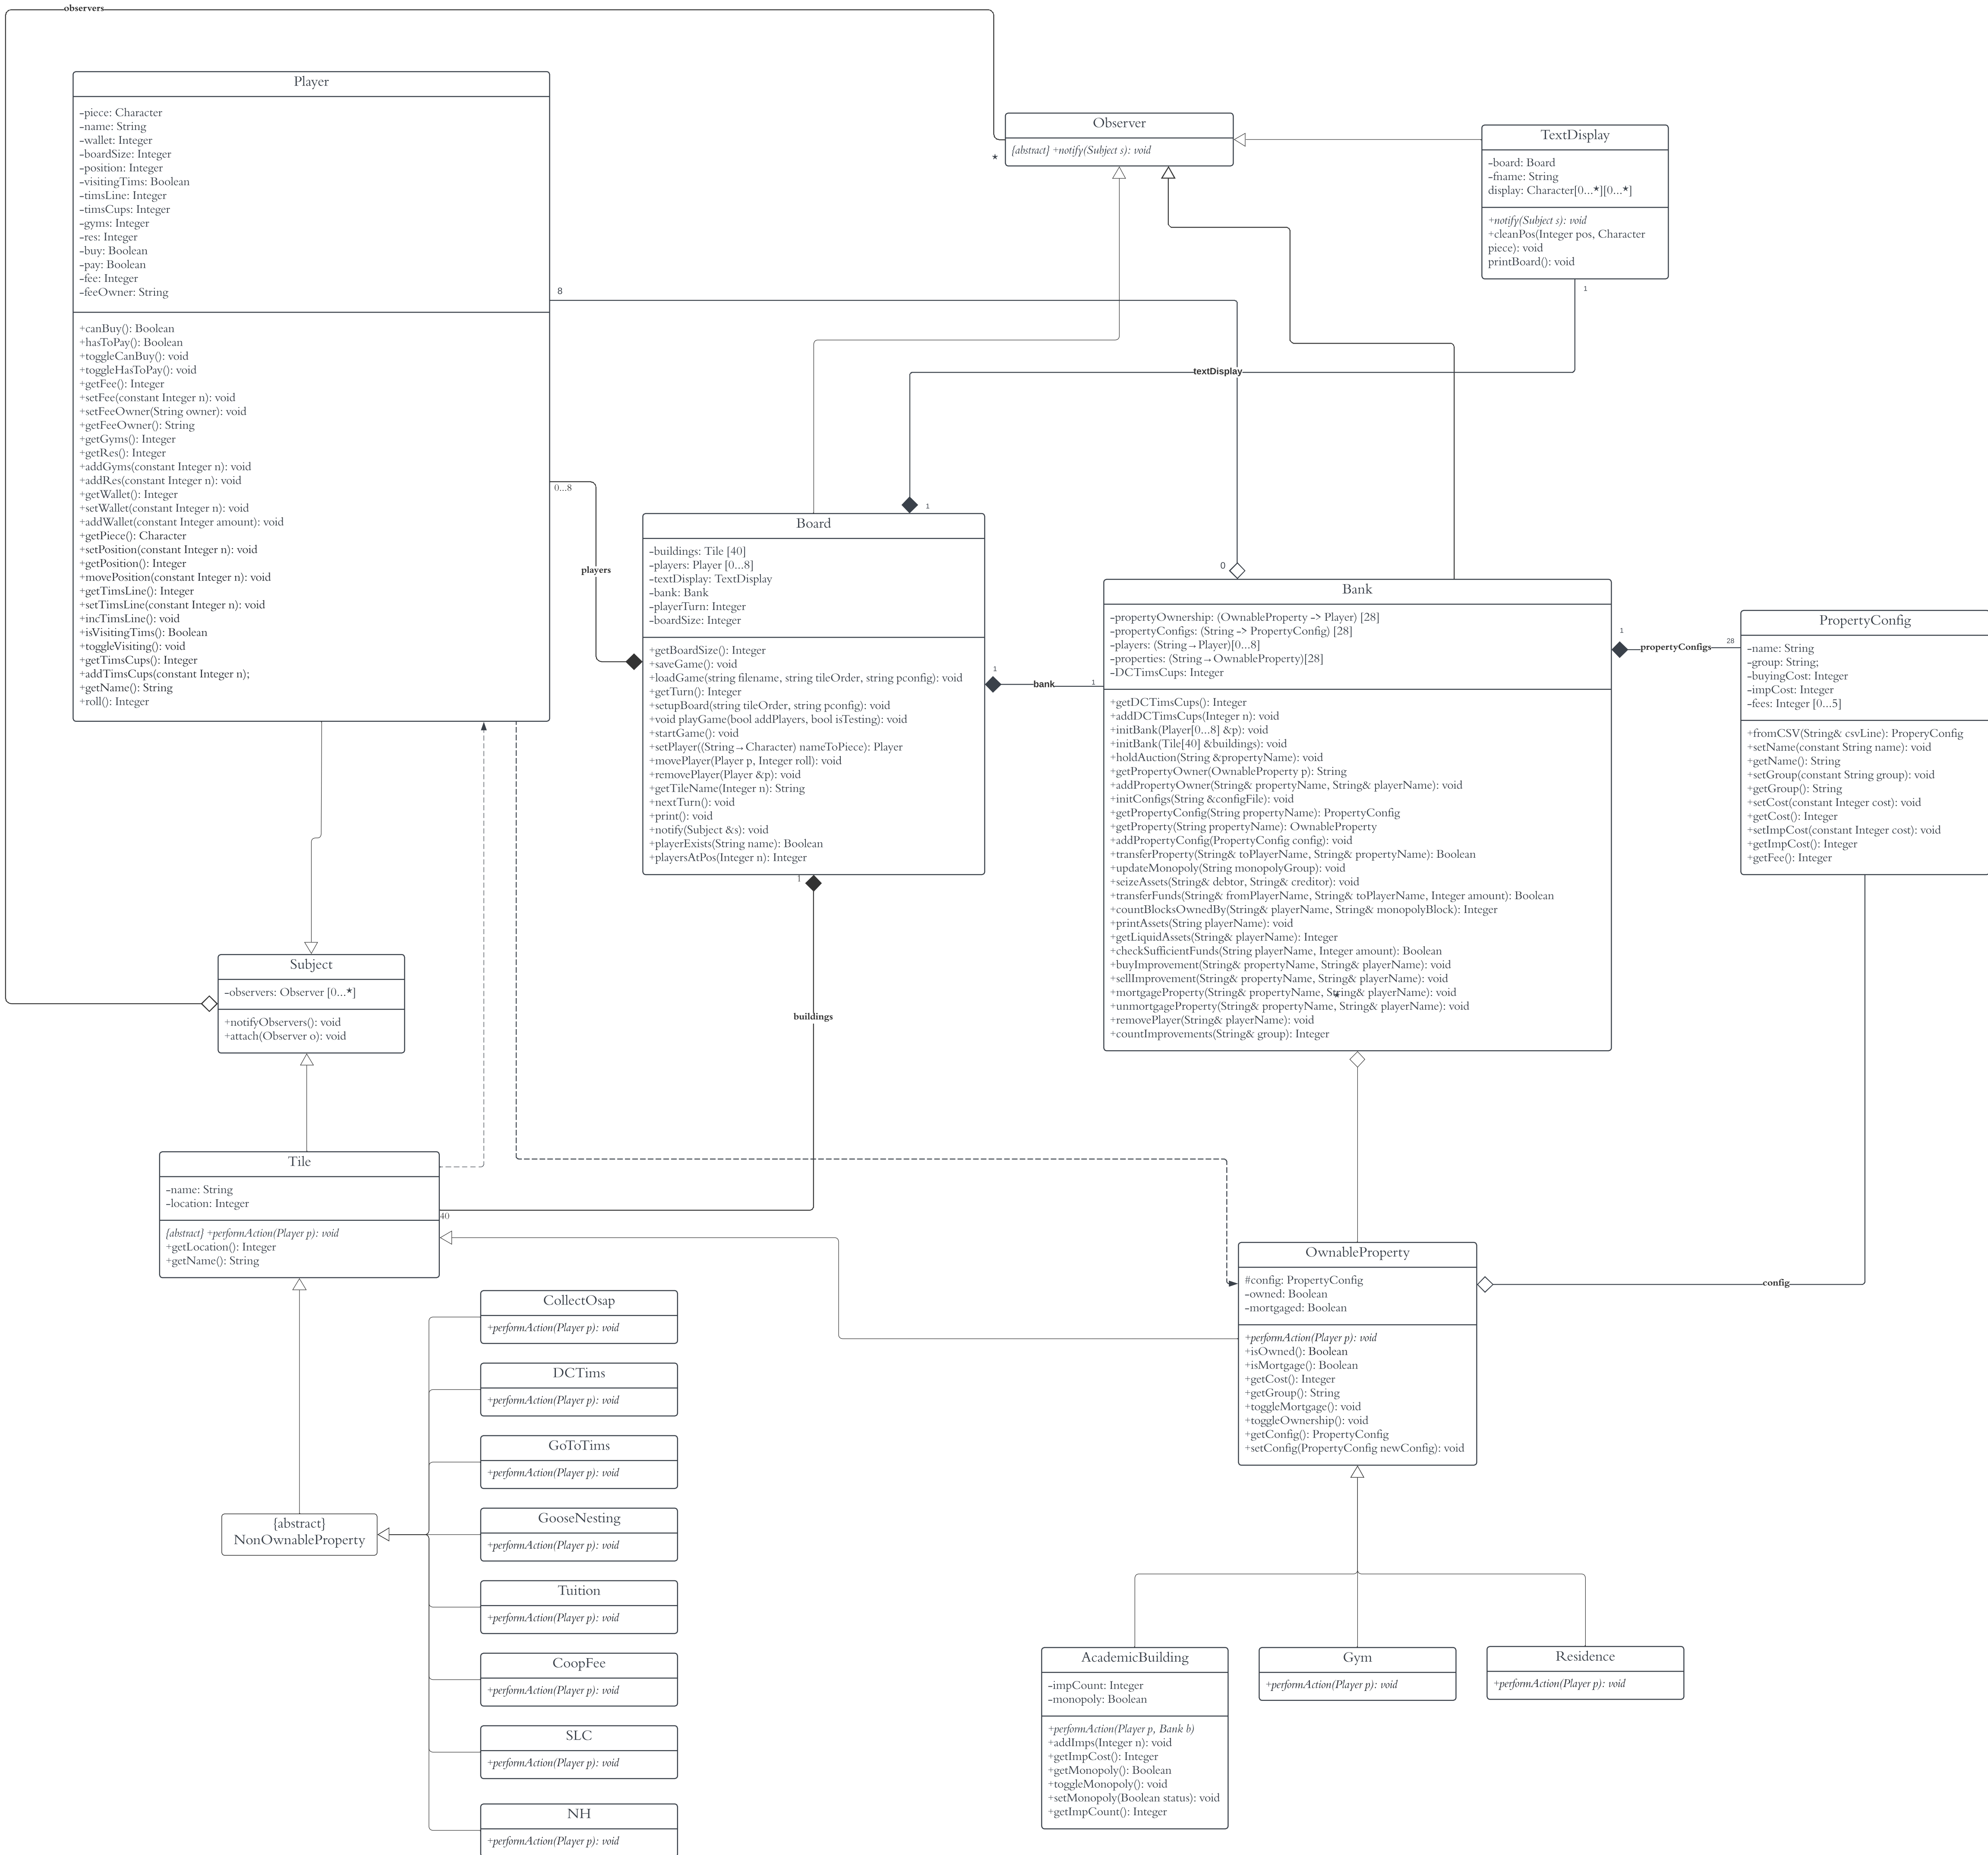 observers
Player
-piece: Character
-name: String
-wallet: Integer
-boardSize: Integer
-position: Integer
-visitingTims: Boolean
-timsLine: Integer
-timsCups: Integer
-gyms: Integer
-res: Integer
-buy: Boolean
-pay: Boolean
-fee: Integer
-feeOwner: String
+canBuy(): Boolean
+hasToPay(): Boolean
+toggleCanBuy(): void
+toggleHasToPay(): void
+getFee(): Integer
+setFee(constant Integer n): void
+setFeeOwner(String owner): void
+getFeeOwner(): String
+getGyms(): Integer
+getRes(): Integer
+addGyms(constant Integer n): void
+addRes(constant Integer n): void
+getWallet(): Integer
+setWallet(constant Integer n): void
+addWallet(constant Integer amount): void
+getPiece(): Character
+setPosition(constant Integer n): void
+getPosition(): Integer
+movePosition(constant Integer n): void
+getTimsLine(): Integer
+setTimsLine(constant Integer n): void
+incTimsLine(): void
+isVisitingTims(): Boolean
+toggleVisiting(): void
+getTimsCups(): Integer
+addTimsCups(constant Integer n);
+getName(): String
+roll(): Integer
8
0...8
players
*
Observer
{abstract} +notify(Subject s): void
TextDisplay
-board: Board
-fname: String
display: Character[0...*][0...*]
+notify(Subject s): void
+cleanPos(Integer pos, Character
piece): void
printBoard(): void
1
textDisplay
1
Board
-buildings: Tile [40]
-players: Player [0...8]
-textDisplay: TextDisplay
-bank: Bank
-playerTurn: Integer
-boardSize: Integer
+getBoardSize(): Integer
+saveGame(): void
+loadGame(string filename, string tileOrder, string pconfig): void
+getTurn(): Integer
+setupBoard(string tileOrder, string pconfig): void
+void playGame(bool addPlayers, bool isTesting): void
+startGame(): void
+setPlayer((String→Character) nameToPiece): Player
+movePlayer(Player p, Integer roll): void
+removePlayer(Player &p): void
+getTileName(Integer n): String
+nextTurn(): void
+print(): void
+notify(Subject &s): void
+playerExists(String name): Boolean
+playersAtPos(Integer n): Integer
1
bank
1
0
Bank
-propertyOwnership: (OwnableProperty -> Player) [28]
-propertyConfigs: (String -> PropertyConfig) [28]
-players: (String→Player)[0...8]
-properties: (String→OwnableProperty)[28]
-DCTimsCups: Integer
+getDCTimsCups(): Integer
+addDCTimsCups(Integer n): void
+initBank(Player[0...8] &p): void
+initBank(Tile[40] &buildings): void
+holdAuction(String &propertyName): void
+getPropertyOwner(OwnableProperty p): String
+addPropertyOwner(String& propertyName, String& playerName): void
+initConfigs(String &configFile): void
+getPropertyConfig(String propertyName): PropertyConfig
+getProperty(String propertyName): OwnableProperty
+addPropertyConfig(PropertyConfig config): void
+transferProperty(String& toPlayerName, String& propertyName): Boolean
+updateMonopoly(String monopolyGroup): void
+seizeAssets(String& debtor, String& creditor): void
+transferFunds(String& fromPlayerName, String& toPlayerName, Integer amount): Boolean
+countBlocksOwnedBy(String& playerName, String& monopolyBlock): Integer
+printAssets(String playerName): void
+getLiquidAssets(String& playerName): Integer
+checkSufficientFunds(String playerName, Integer amount): Boolean
+buyImprovement(String& propertyName, String& playerName): void
+sellImprovement(String& propertyName, String& playerName): void
+mortgageProperty(String& propertyName, String& playerName): void
*
+unmortgageProperty(String& propertyName, String& playerName): void
+removePlayer(String& playerName): void
+countImprovements(String& group): Integer
1
propertyConfigs
28
PropertyConfig
-name: String
-group: String;
-buyingCost: Integer
-impCost: Integer
-fees: Integer [0...5]
+fromCSV(String& csvLine): ProperyConfig
+setName(constant String name): void
+getName(): String
+setGroup(constant String group): void
+getGroup(): String
+setCost(constant Integer cost): void
+getCost(): Integer
+setImpCost(constant Integer cost): void
+getImpCost(): Integer
+getFee(): Integer
1
buildings
Subject
-observers: Observer [0...*]
+notifyObservers(): void
+attach(Observer o): void
Tile
-name: String
-location: Integer
{abstract} +performAction(Player p): void
+getLocation(): Integer
+getName(): String
40
OwnableProperty
#config: PropertyConfig
-owned: Boolean
-mortgaged: Boolean
+performAction(Player p): void
+isOwned(): Boolean
+isMortgage(): Boolean
+getCost(): Integer
+getGroup(): String
+toggleMortgage(): void
+toggleOwnership(): void
+getConfig(): PropertyConfig
+setConfig(PropertyConfig newConfig): void
config
{abstract}
NonOwnableProperty
CollectOsap
+performAction(Player p): void
DCTims
+performAction(Player p): void
GoToTims
+performAction(Player p): void
GooseNesting
+performAction(Player p): void
Tuition
+performAction(Player p): void
CoopFee
+performAction(Player p): void
SLC
+performAction(Player p): void
NH
+performAction(Player p): void
AcademicBuilding
-impCount: Integer
-monopoly: Boolean
+performAction(Player p, Bank b)
+addImps(Integer n): void
+getImpCost(): Integer
+getMonopoly(): Boolean
+toggleMonopoly(): void
+setMonopoly(Boolean status): void
+getImpCount(): Integer
Gym
+performAction(Player p): void
Residence
+performAction(Player p): void